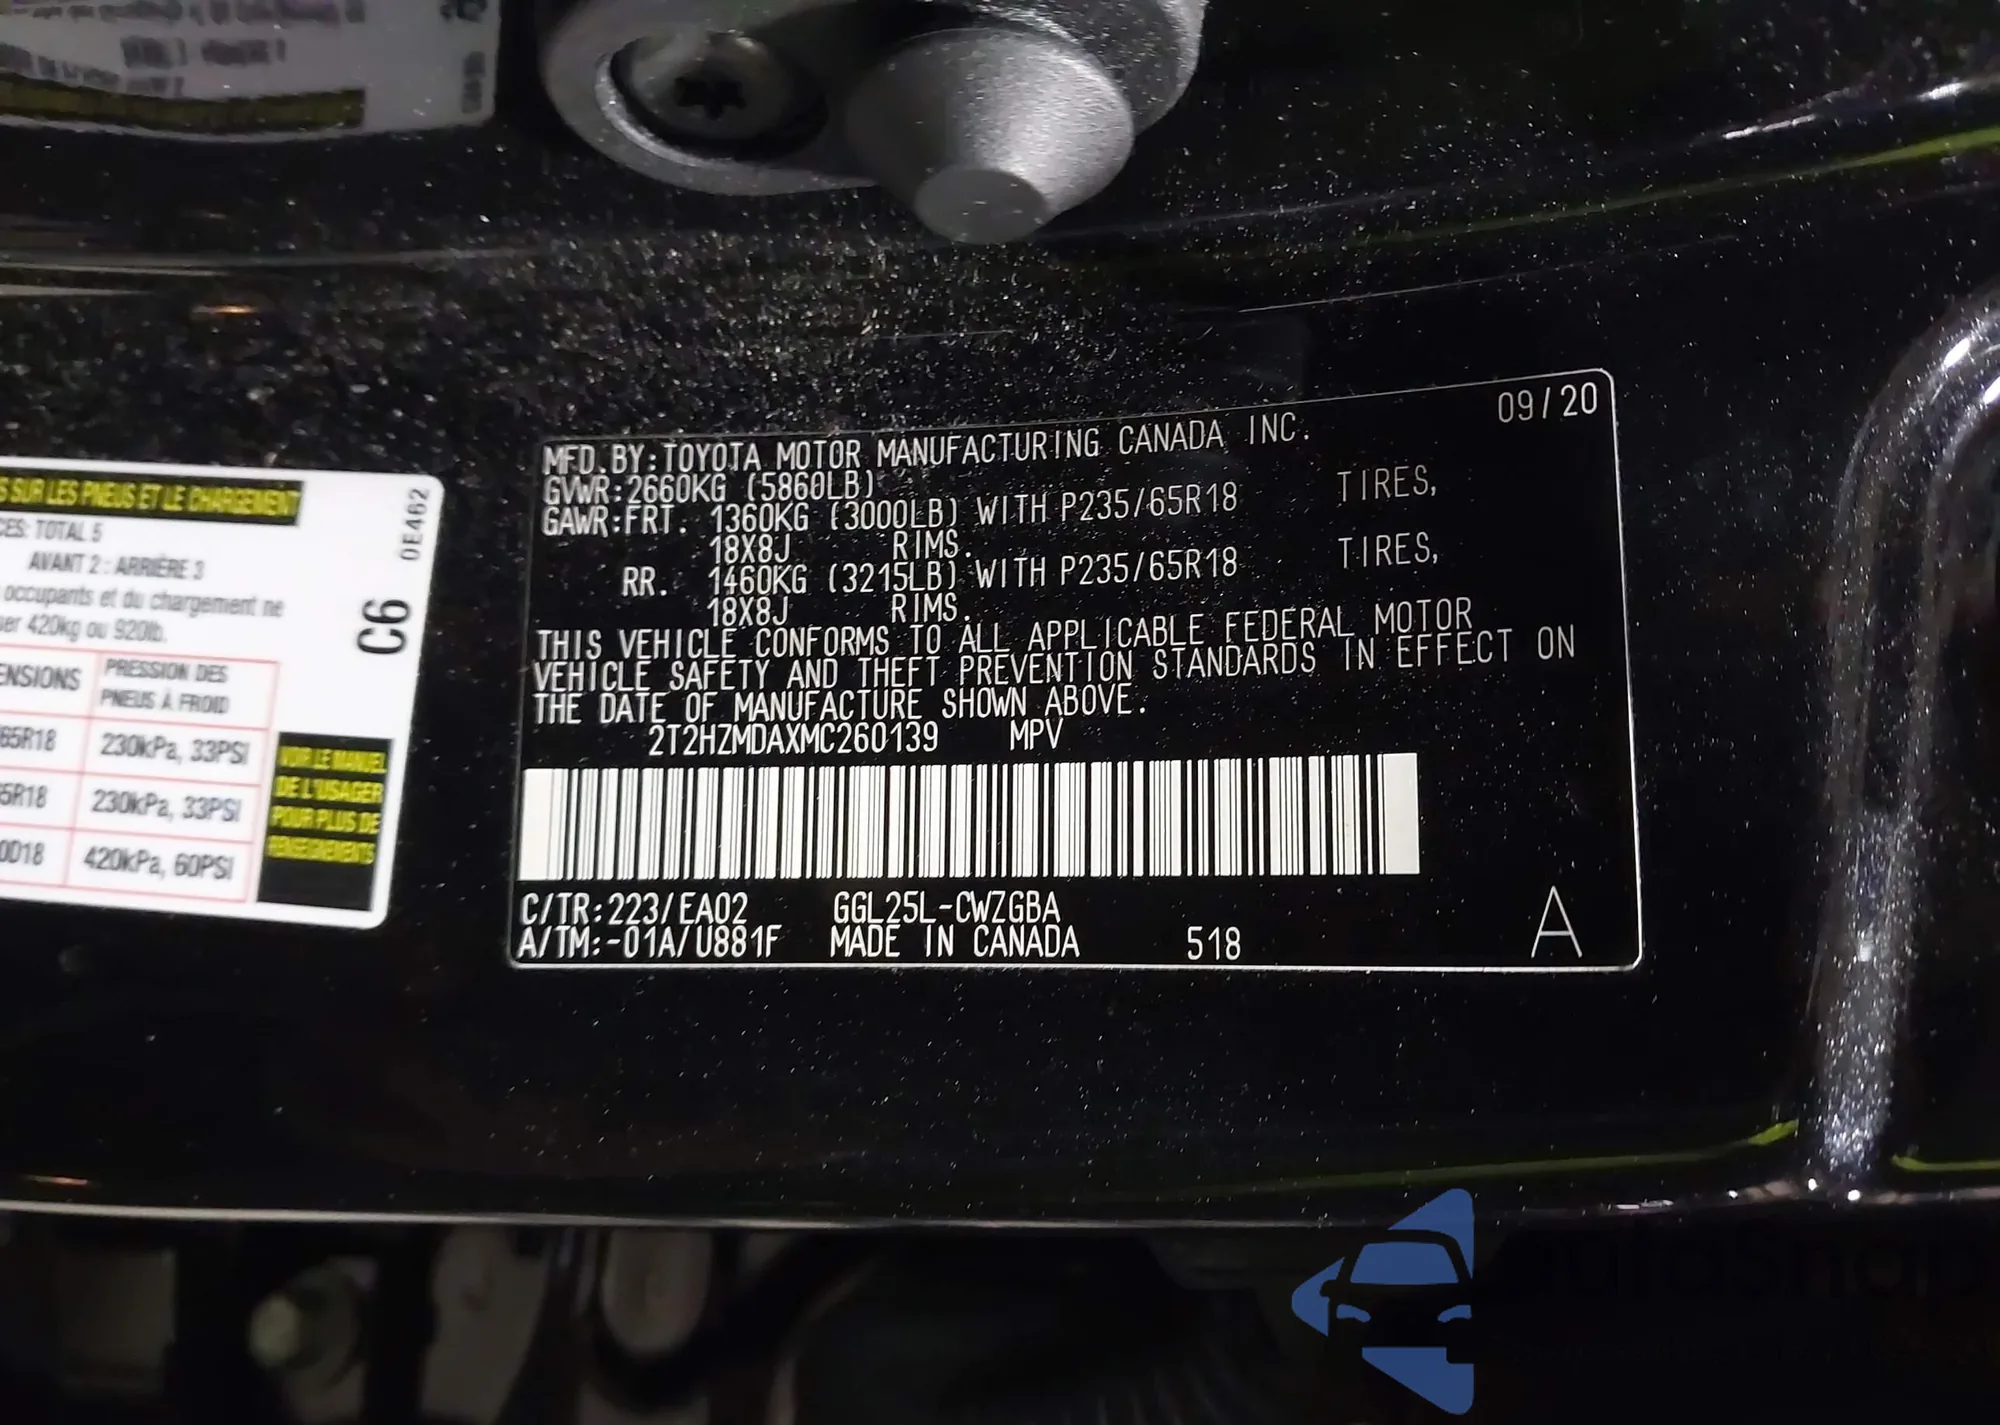 MFD.BY:TOYOTA MOTOR MANUFACTURING CANADA INC. 09/20
GVWR:2660KG (5860LB)
GAWR:FRT. 1360KG (3000LB) WITH P235/65R18 TIRES,
18X8J RIMS.
RR. 1460KG (3215LB) WITH P235/65R18 TIRES,
18X8J RIMS.
THIS VEHICLE CONFORMS TO ALL APPLICABLE FEDERAL MOTOR
VEHICLE SAFETY AND THEFT PREVENTION STANDARDS IN EFFECT ON
THE DATE OF MANUFACTURE SHOWN ABOVE.
2T2HZMDAXMC260139 MPV
C/TR:223/EA02 GGL25L-CWZGBA
A/TM:-01A/U881F MADE IN CANADA 518 A
SUR LES PNEUS ET LE CHARGEMENT
TOTAL 5
AVANT 2 : ARRIÈRE 3
occupants et du chargement ne
420kg ou 920lb.
PRESSION DES
PNEUS À FROID
65R18 230kPa, 33PSI
5R18 230kPa, 33PSI
0D18 420kPa, 60PSI
VOIR LE MANUEL
DE L'USAGER
POUR PLUS DE
RENSEIGNEMENTS
0E462
C6